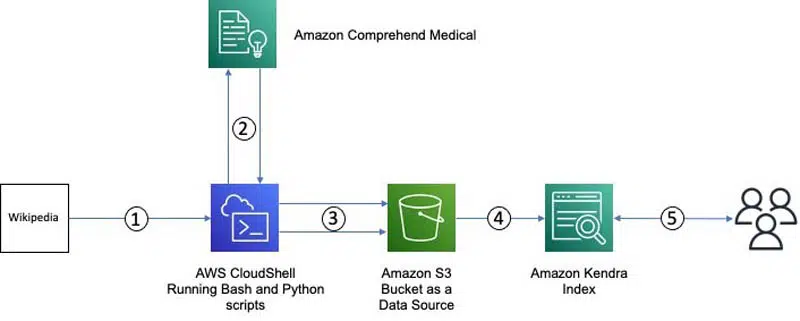 Amazon Comprehend Medical
2
Wikipedia
1
3
4
5
AWS CloudShell
Running Bash and Python
scripts
Amazon S3
Bucket as a
Data Source
Amazon Kendra
Index